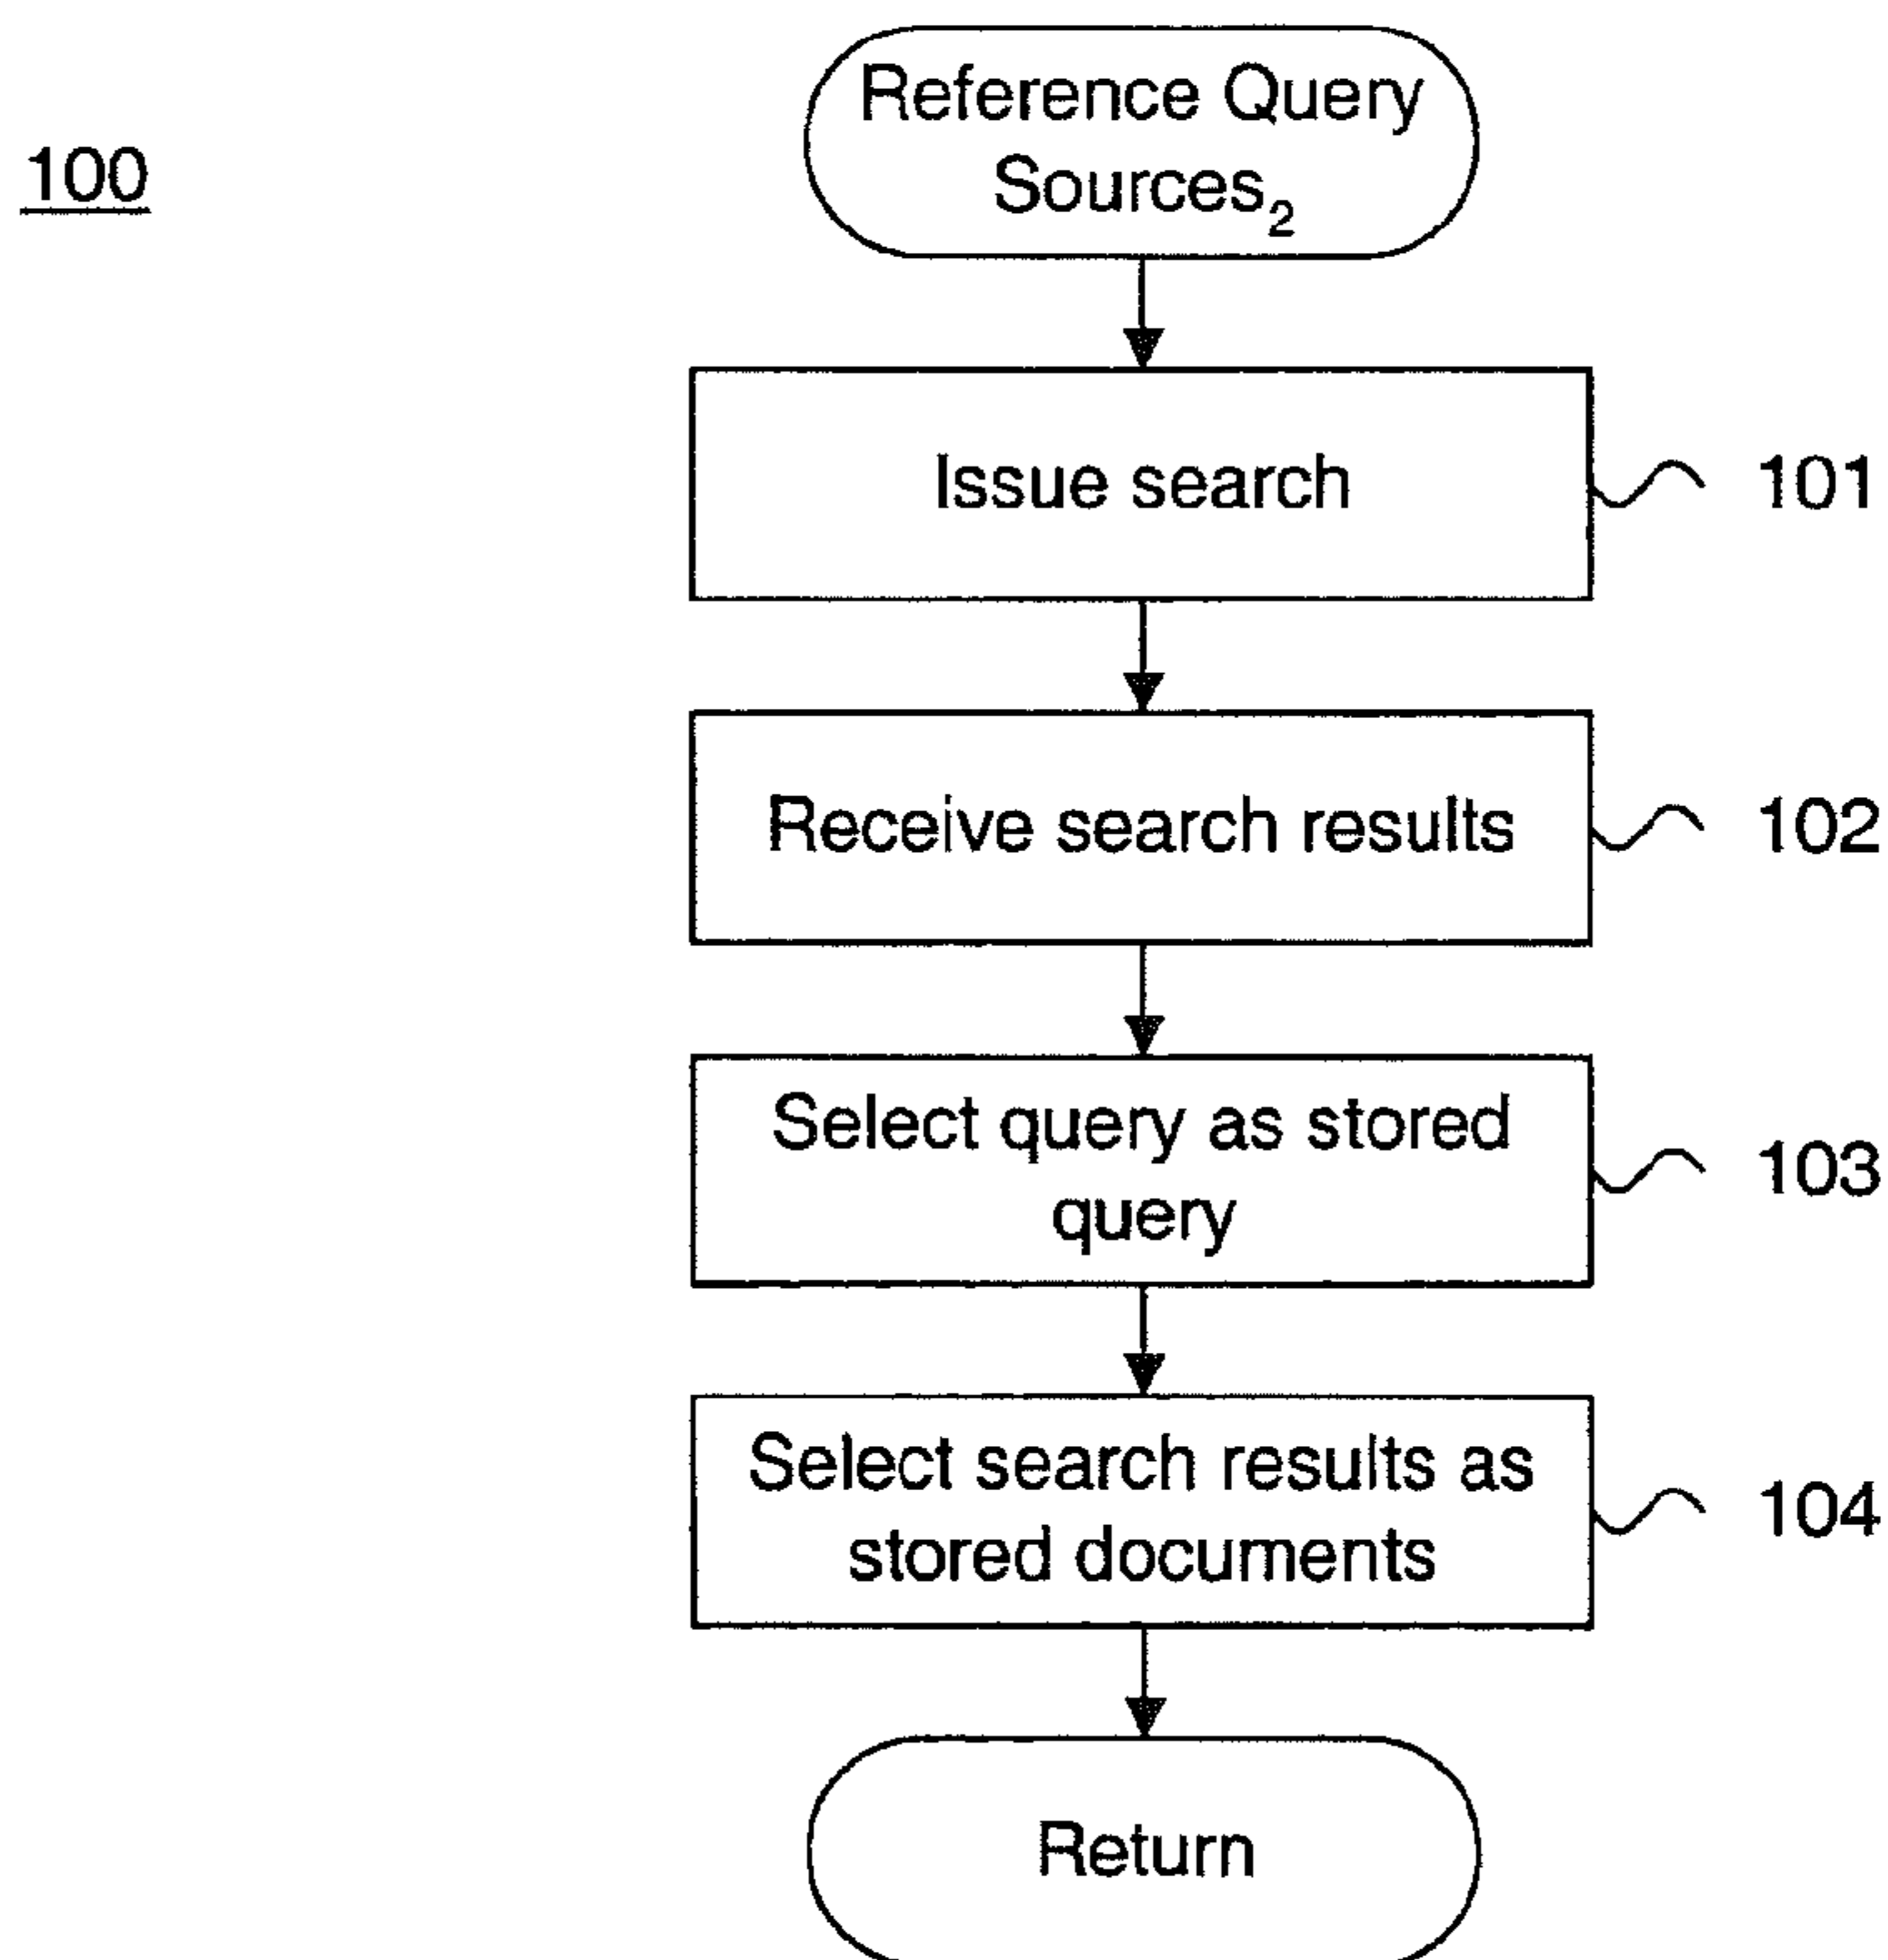 100
Reference Query
Sources₂
Issue search
101
Receive search results
102
Select query as stored
query
103
Select search results as
stored documents
104
Return